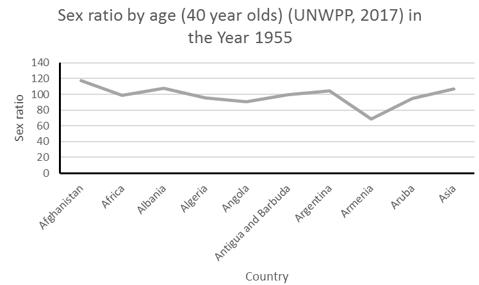 Sex ratio by age (40 year olds) (UNWPP, 2017) in
the Year 1955
140
120
100
80
60
40
20
0
Sex ratio
Afghanistan
Africa
Albania
Algeria
Angola
Antigua and Barbuda
Argentina
Armenia
Aruba
Asia
Country